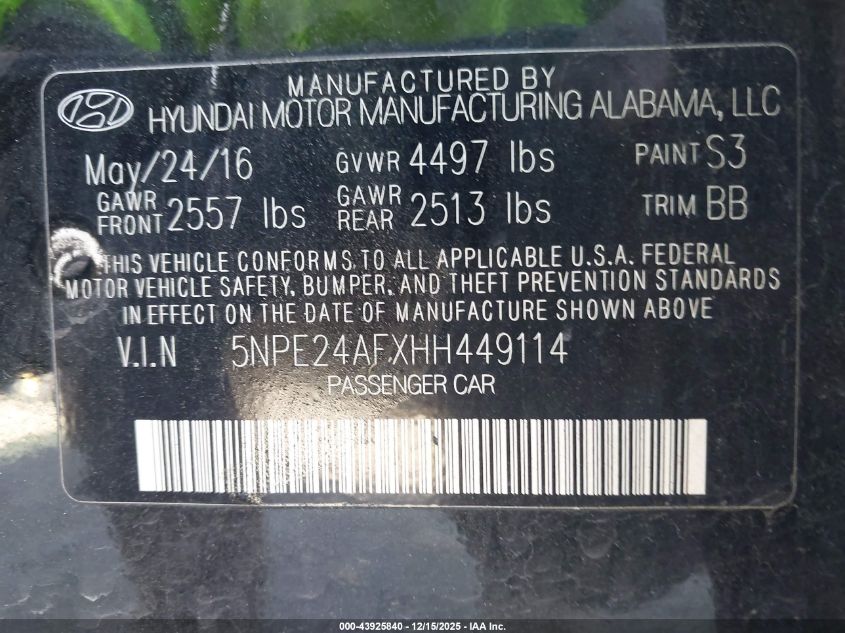 MANUFACTURED BY
HYUNDAI MOTOR MANUFACTURING ALABAMA, LLC
May/24/16 GVWR 4497 lbs PAINT S3
GAWR FRONT 2557 lbs GAWR REAR 2513 lbs TRIM BB
THIS VEHICLE CONFORMS TO ALL APPLICABLE U.S.A. FEDERAL
MOTOR VEHICLE SAFETY, BUMPER, AND THEFT PREVENTION STANDARDS
IN EFFECT ON THE DATE OF MANUFACTURE SHOWN ABOVE
V.I.N 5NPE24AFXHH449114
PASSENGER CAR
000-43925840 - 12/15/2025 - IAA Inc.